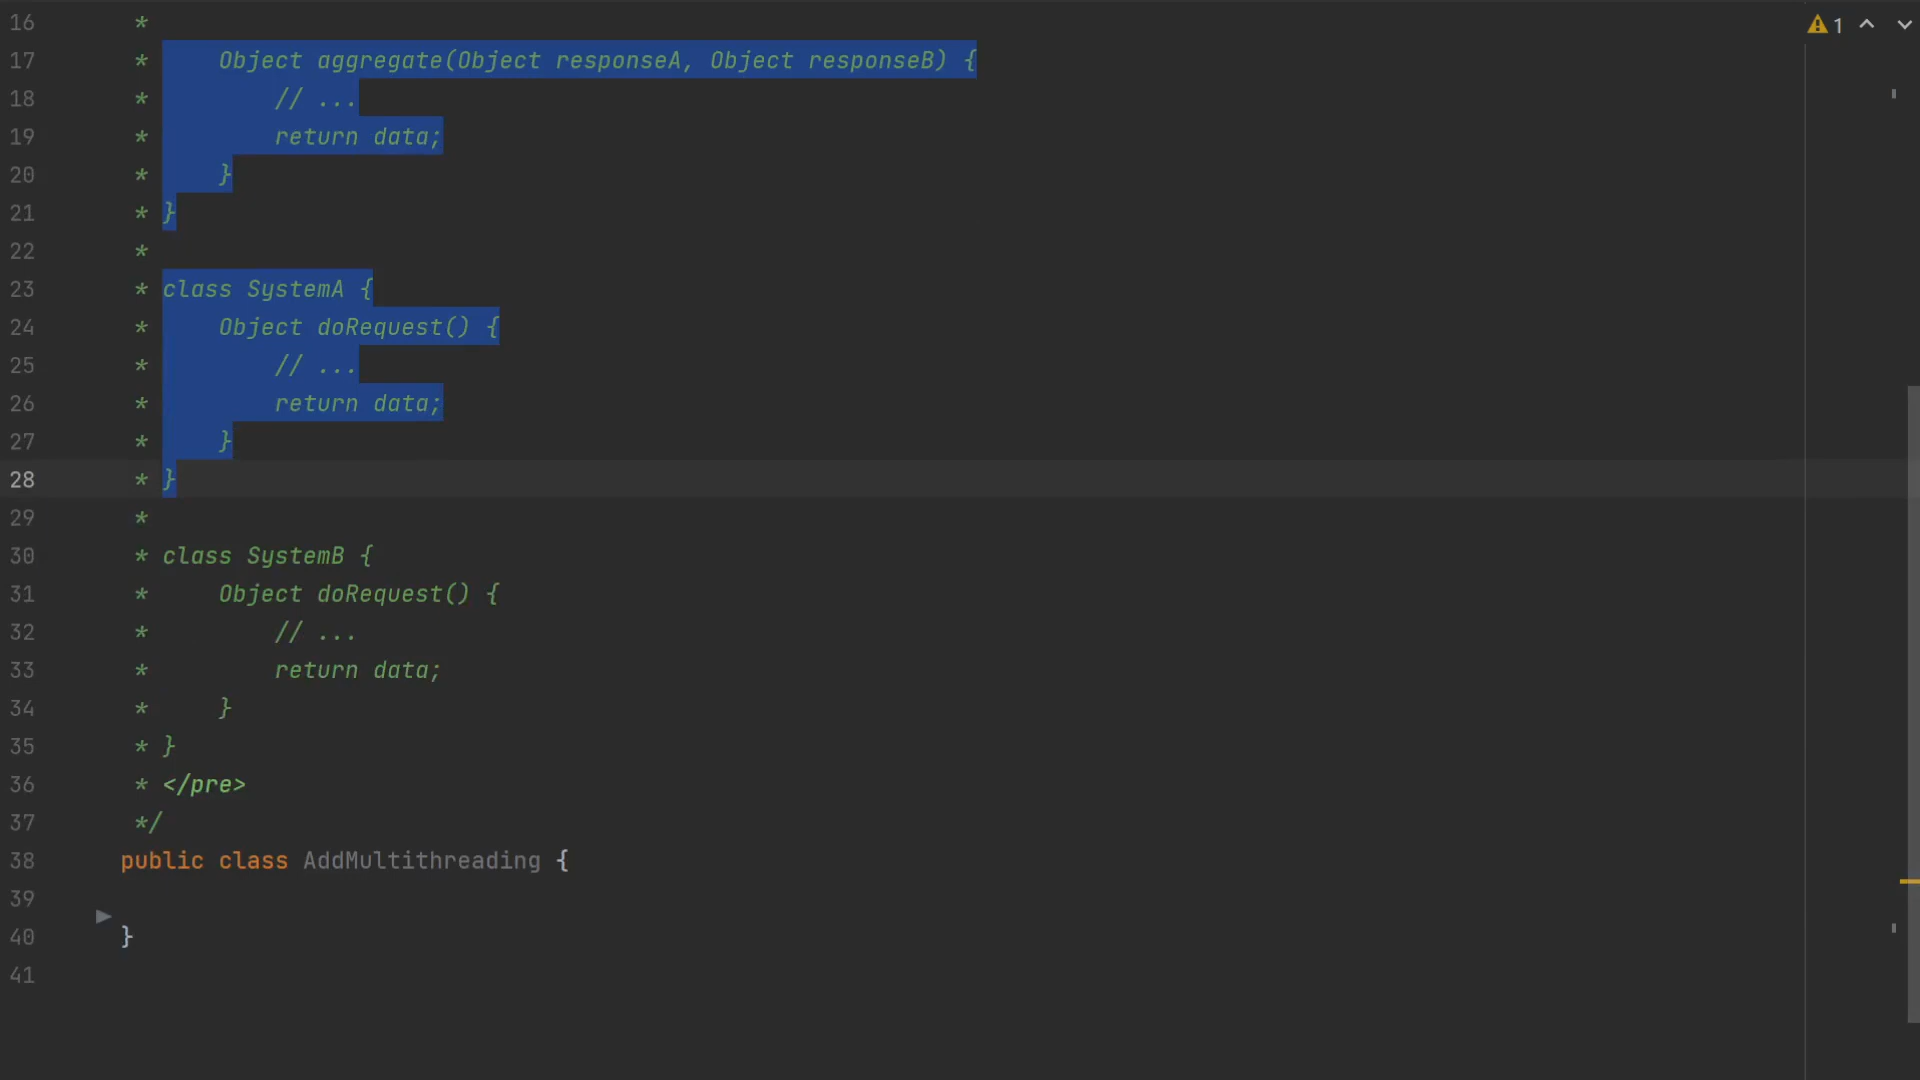 16 *
⚠ 1
17 * Object aggregate(Object responseA, Object responseB) {
18 * // ...
19 * return data;
20 * }
21 * }
22 *
23 * class SystemA {
24 * Object doRequest() {
25 * // ...
26 * return data;
27 * }
28 * }
29 *
30 * class SystemB {
31 * Object doRequest() {
32 * // ...
33 * return data;
34 * }
35 * }
36 * </pre>
37 */
38 public class AddMultithreading {
39
40 }
41